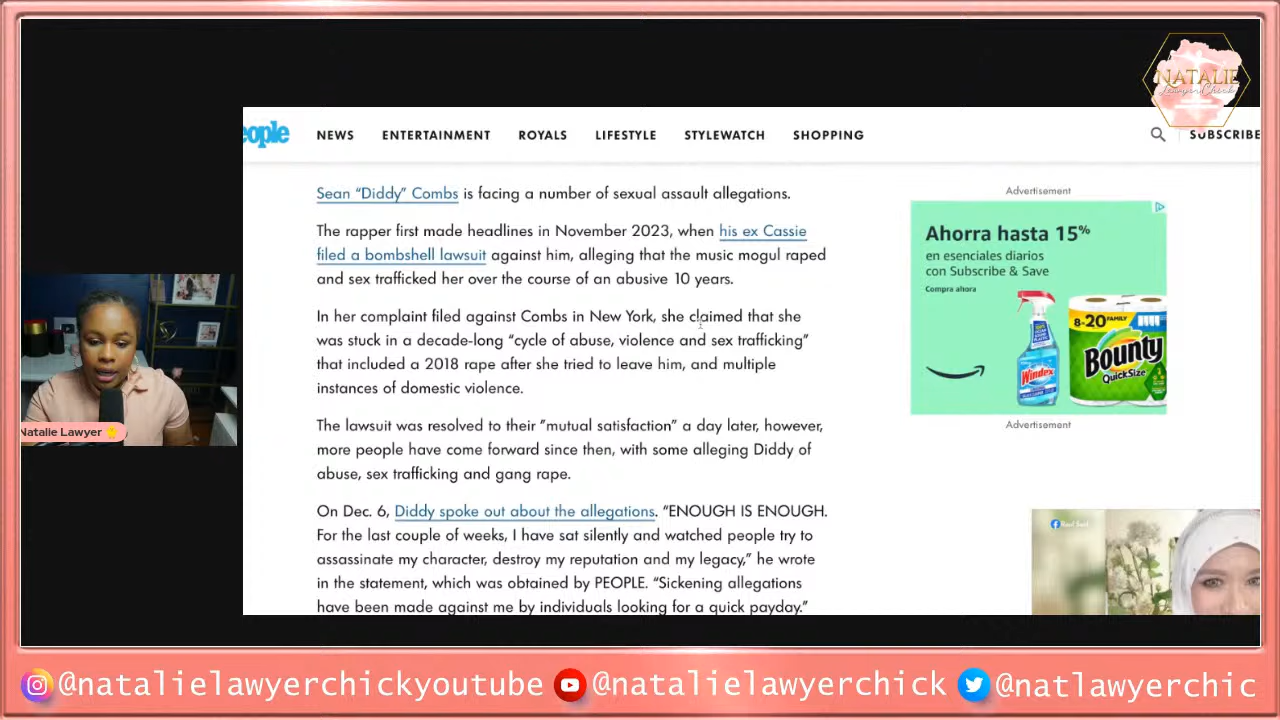 NATALIE
LawyerChick
eople
NEWS
ENTERTAINMENT
ROYALS
LIFESTYLE
STYLEWATCH
SHOPPING
SUBSCRIBE
Sean “Diddy” Combs is facing a number of sexual assault allegations.
The rapper first made headlines in November 2023, when his ex Cassie
filed a bombshell lawsuit against him, alleging that the music mogul raped
and sex trafficked her over the course of an abusive 10 years.
In her complaint filed against Combs in New York, she claimed that she
was stuck in a decade-long “cycle of abuse, violence and sex trafficking”
that included a 2018 rape after she tried to leave him, and multiple
instances of domestic violence.
The lawsuit was resolved to their ”mutual satisfaction” a day later, however,
more people have come forward since then, with some alleging Diddy of
abuse, sex trafficking and gang rape.
On Dec. 6, Diddy spoke out about the allegations. “ENOUGH IS ENOUGH.
For the last couple of weeks, I have sat silently and watched people try to
assassinate my character, destroy my reputation and my legacy,” he wrote
in the statement, which was obtained by PEOPLE. “Sickening allegations
have been made against me by individuals looking for a quick payday.”
Advertisement
Ahorra hasta 15%
en esenciales diarios
con Subscribe & Save
Compra ahora
Windex
8=20 FAMILY
Bounty
QuickSize
Advertisement
Natalie Lawyer
@natalielawyerchickyoutube
@natalielawyerchick
@natlawyerchic